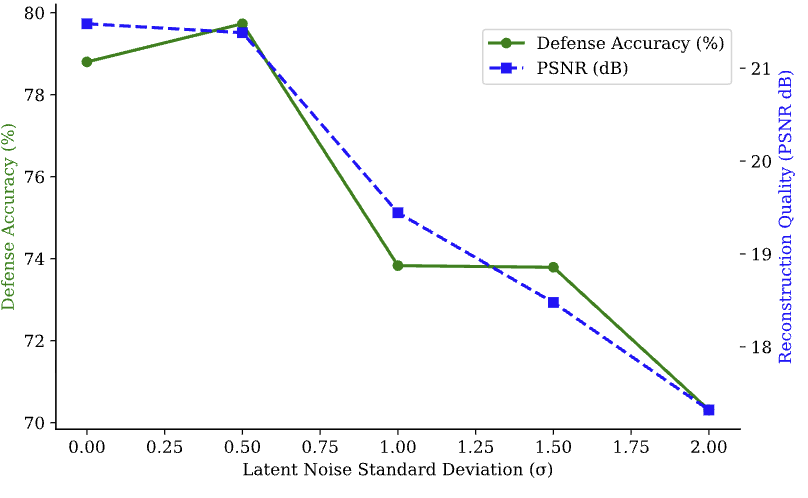 Defense Accuracy (%)
PSNR (dB)
80
78
76
74
72
70
Defense Accuracy (%)
21
20
19
18
Reconstruction Quality (PSNR dB)
0.00 0.25 0.50 0.75 1.00 1.25 1.50 1.75 2.00
Latent Noise Standard Deviation (σ)